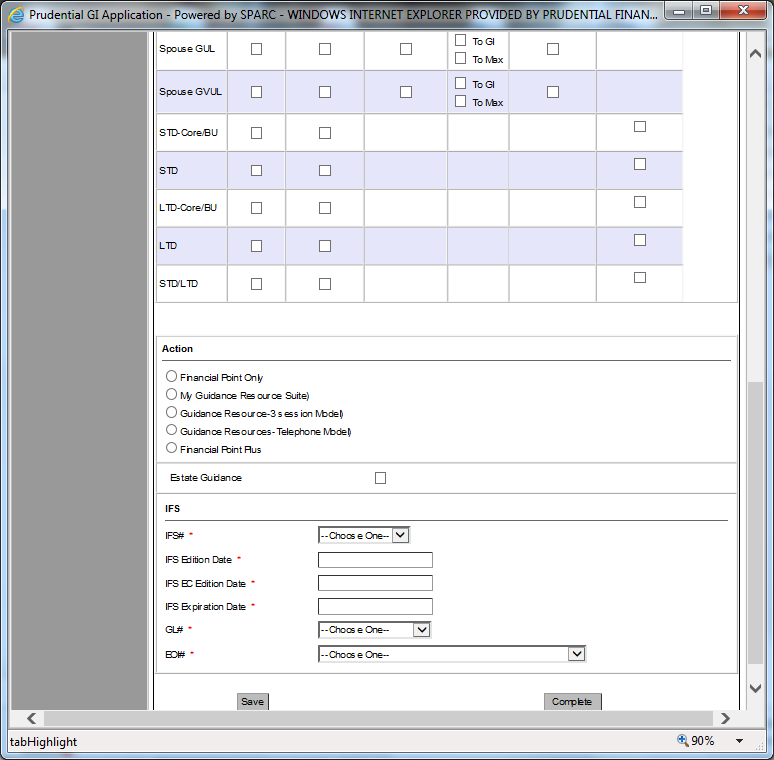 Prudential GI Application - Powered by SPARC - WINDOWS INTERNET EXPLORER PROVIDED BY PRUDENTIAL FINAN...
Spouse GUL
To GI
To Max
Spouse GVUL
To GI
To Max
STD-Core/BU
STD
LTD-Core/BU
LTD
STD/LTD
Action
Financial Point Only
My Guidance Resource Suite)
Guidance Resource-3 session Model)
Guidance Resources-Telephone Model)
Financial Point Plus
Estate Guidance
IFS
IFS# * --Choose One--
IFS Edition Date *
IFS EC Edition Date *
IFS Expiration Date *
GL# * --Choose One--
EOI# * --Choose One--
Save Complete
tabHighlight 90%